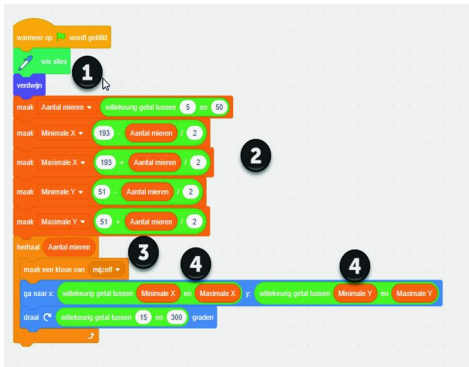 wanneer op wordt geklikt
wis alles
1
verdwijn
maak Aantal mieren willekeurig getal tussen 5 en 50
maak Minimale X 193 - Aantal mieren / 2
maak Maximale X 193 + Aantal mieren / 2
2
maak Minimale Y 51 - Aantal mieren / 2
maak Maximale Y 51 + Aantal mieren / 2
herhaal Aantal mieren
3
maak een kloon van mijzelf
4
4
ga naar x: willekeurig getal tussen Minimale X en Maximale X y: willekeurig getal tussen Minimale Y en Maximale Y
draai willekeurig getal tussen 15 en 300 graden